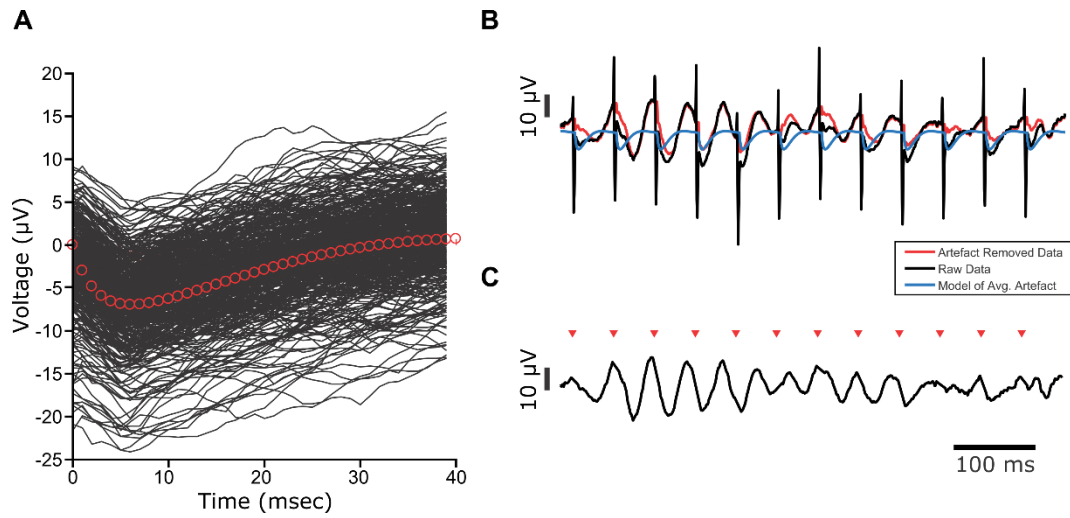 A
Voltage (µV)
20
15
10
5
0
-5
-10
-15
-20
-25
0
10
20
30
40
Time (msec)
B
10 µV
Artefact Removed Data
Raw Data
Model of Avg. Artefact
C
10 µV
100 ms